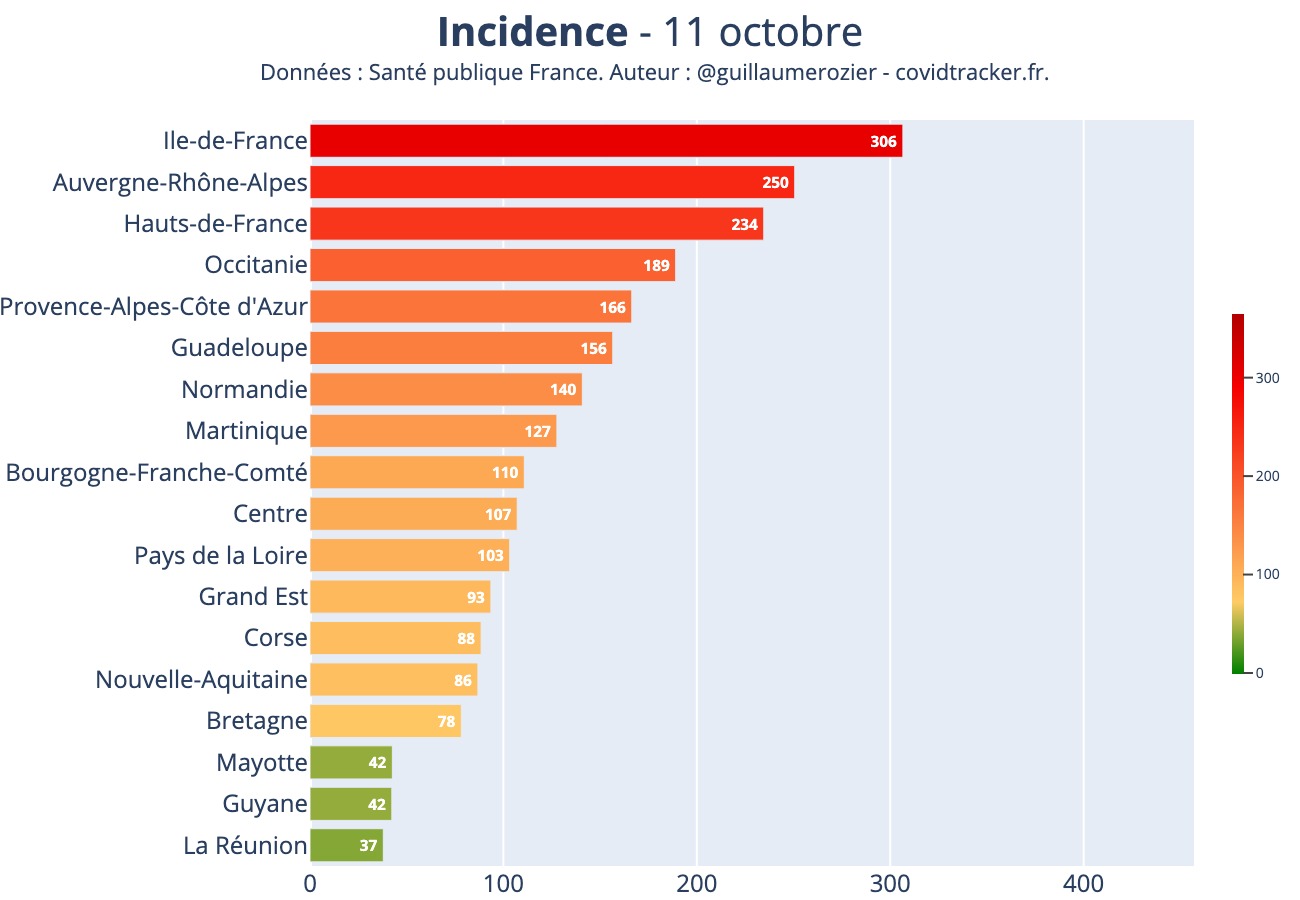 Incidence - 11 octobre
Données : Santé publique France. Auteur : @guillaumerozier - covidtracker.fr.
Ile-de-France 306
Auvergne-Rhône-Alpes 250
Hauts-de-France 234
Occitanie 189
Provence-Alpes-Côte d'Azur 166
Guadeloupe 156
Normandie 140
Martinique 127
Bourgogne-Franche-Comté 110
Centre 107
Pays de la Loire 103
Grand Est 93
Corse 88
Nouvelle-Aquitaine 86
Bretagne 78
Mayotte 42
Guyane 42
La Réunion 37
0 100 200 300 400
300
200
100
0